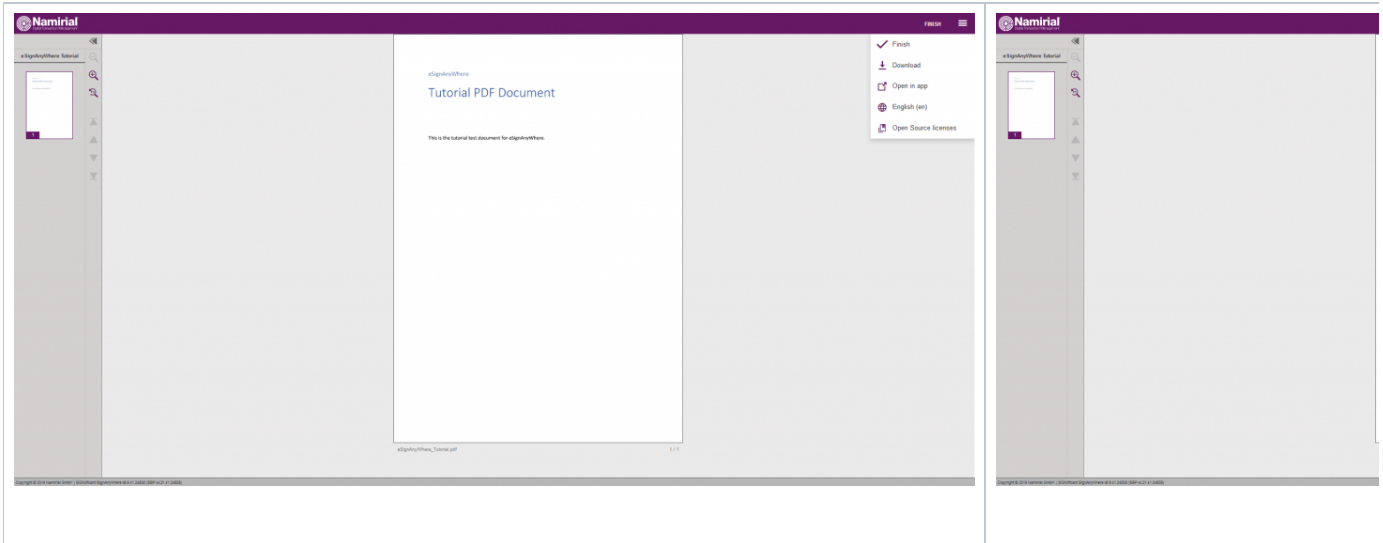 Namirial
FINISH
eSignAnyWhere Tutorial
1
eSignAnyWhere
Tutorial PDF Document
This is the tutorial test document for eSignAnyWhere.
eSignAnyWhere_Tutorial.pdf
1 / 1
Finish
Download
Open in app
English (en)
Open Source licenses
Namirial
eSignAnyWhere Tutorial
1